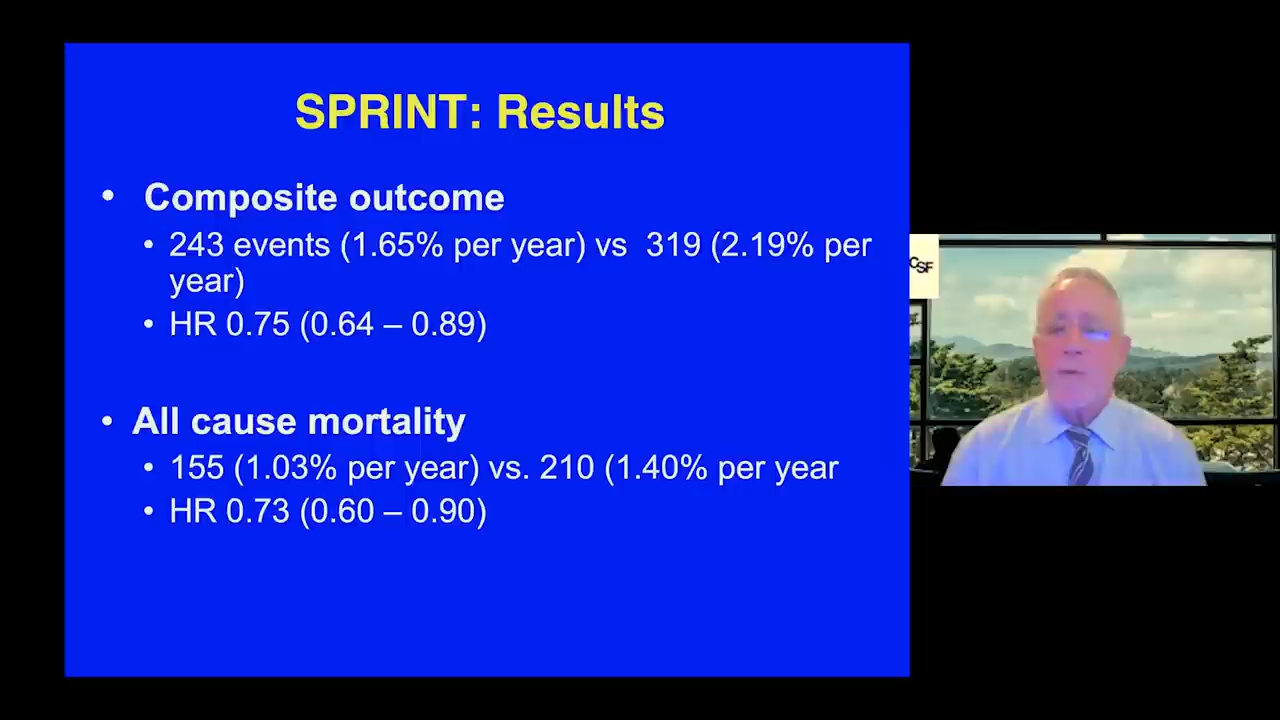 SPRINT: Results
• Composite outcome
• 243 events (1.65% per year) vs 319 (2.19% per
year)
• HR 0.75 (0.64 – 0.89)
CSF
• All cause mortality
• 155 (1.03% per year) vs. 210 (1.40% per year
• HR 0.73 (0.60 – 0.90)